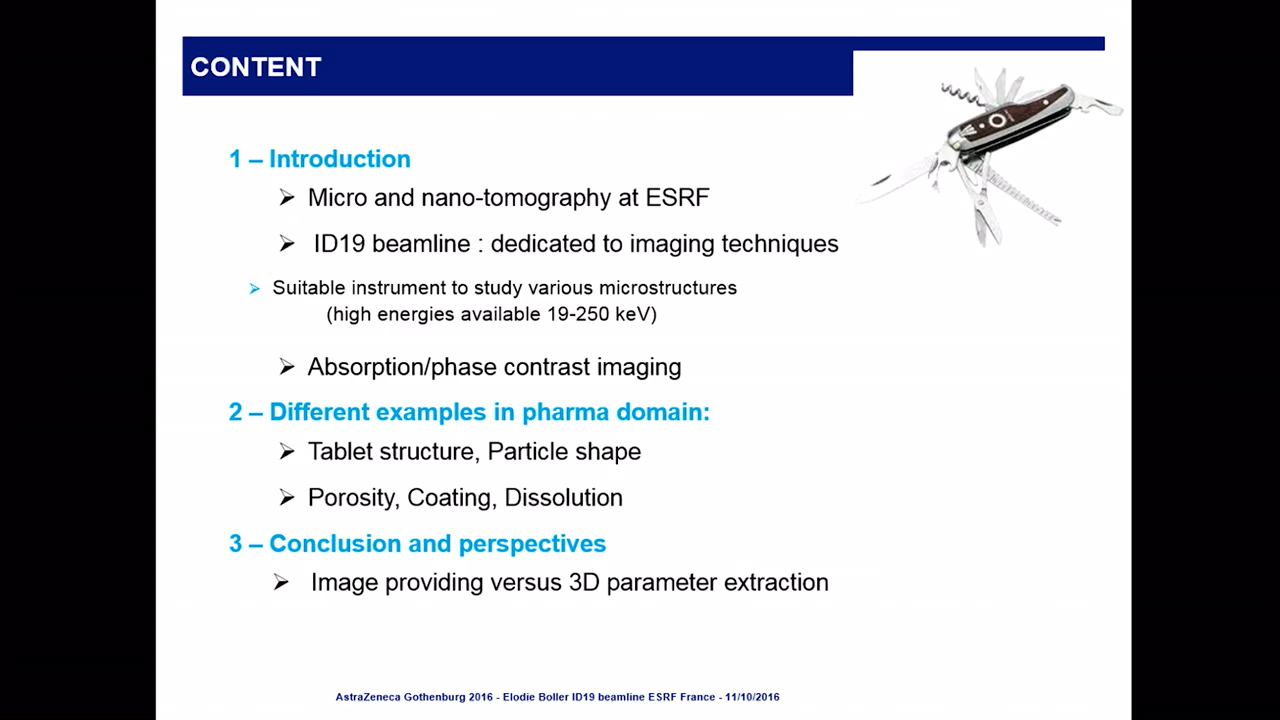 CONTENT
1 – Introduction
➢ Micro and nano-tomography at ESRF
➢ ID19 beamline : dedicated to imaging techniques
➢ Suitable instrument to study various microstructures
(high energies available 19-250 keV)
➢ Absorption/phase contrast imaging
2 – Different examples in pharma domain:
➢ Tablet structure, Particle shape
➢ Porosity, Coating, Dissolution
3 – Conclusion and perspectives
➢ Image providing versus 3D parameter extraction
AstraZeneca Gothenburg 2016 - Elodie Boller ID19 beamline ESRF France - 11/10/2016